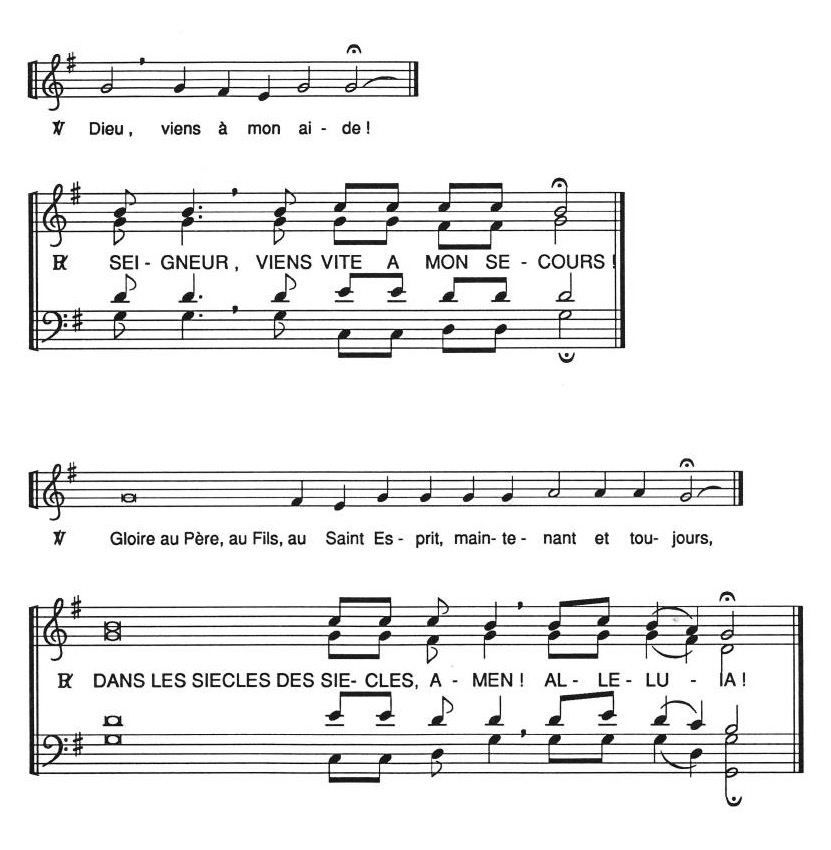 ℣ Dieu, viens à mon ai - de !
℟ SEI - GNEUR, VIENS VITE A MON SE - COURS !
℣ Gloire au Père, au Fils, au Saint Es - prit, main - te - nant et tou - jours,
℟ DANS LES SIECLES DES SIE - CLES, A - MEN ! AL - LE - LU - IA !